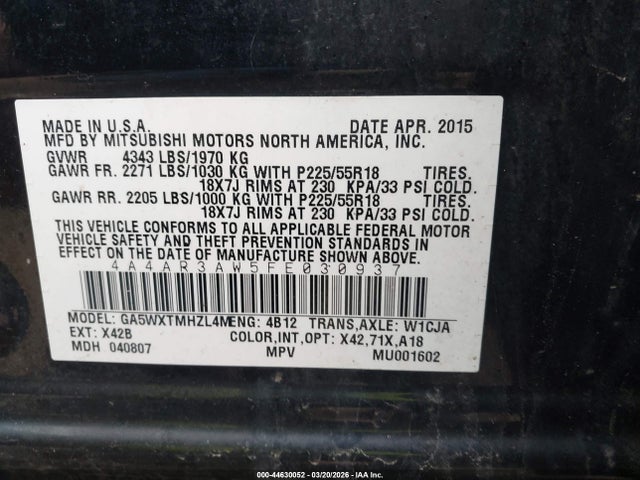 MADE IN U.S.A. DATE APR. 2015
MFD BY MITSUBISHI MOTORS NORTH AMERICA, INC.
GVWR 4343 LBS/1970 KG
GAWR FR. 2271 LBS/1030 KG WITH P225/55R18 TIRES.
18X7J RIMS AT 230 KPA/33 PSI COLD.
GAWR RR. 2205 LBS/1000 KG WITH P225/55R18 TIRES.
18X7J RIMS AT 230 KPA/33 PSI COLD.
THIS VEHICLE CONFORMS TO ALL APPLICABLE FEDERAL MOTOR
VEHICLE SAFETY AND THEFT PREVENTION STANDARDS IN EFFECT
ON THE DATE OF MANUFACTURE SHOWN ABOVE.
4A4AR3AW5FE030937
MODEL: GA5WXTMHZL4M ENG: 4B12 TRANS,AXLE: W1CJA
EXT: X42B COLOR,INT,OPT: X42,71X,A18
MDH 040807 MPV MU001602
000-44630052 - 03/20/2026 - IAAI.com